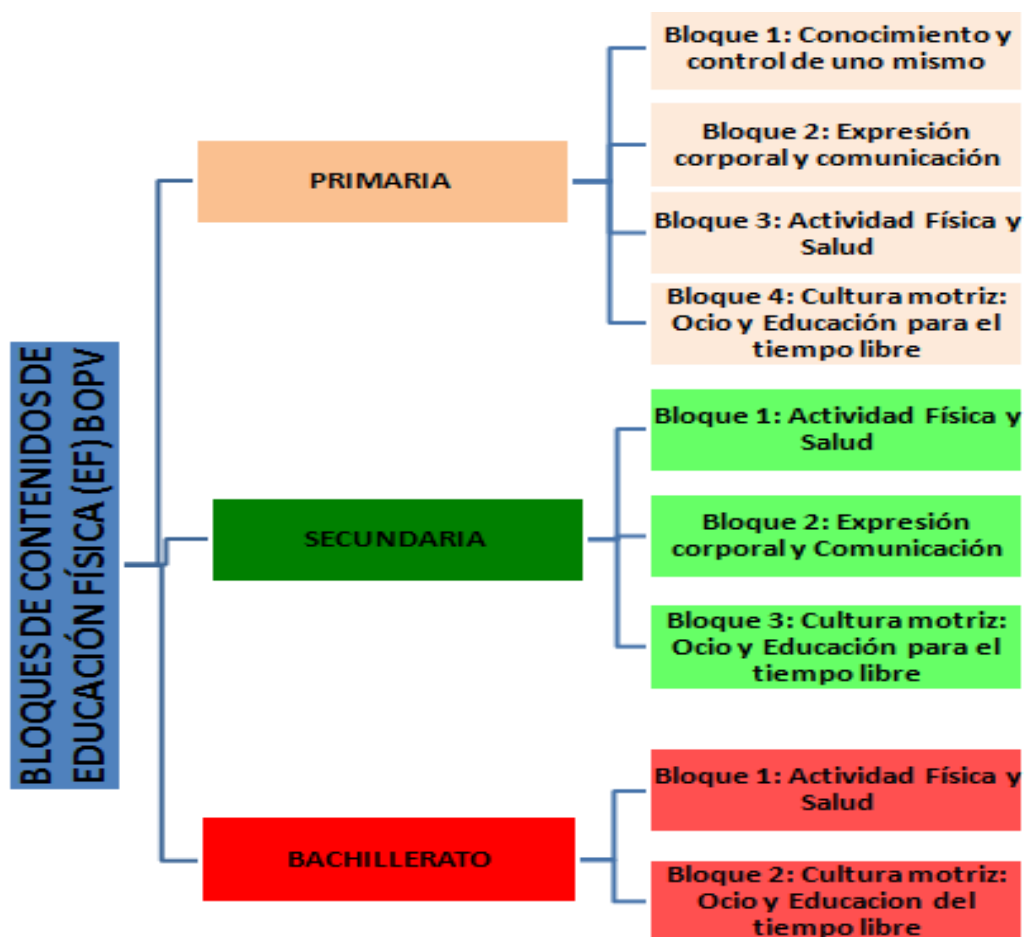 BLOQUES DE CONTENIDOS DE
EDUCACIÓN FÍSICA (EF) BOPV
PRIMARIA
Bloque 1: Conocimiento y
control de uno mismo
Bloque 2: Expresión
corporal y comunicación
Bloque 3: Actividad Física y
Salud
Bloque 4: Cultura motriz:
Ocio y Educación para el
tiempo libre
SECUNDARIA
Bloque 1: Actividad Física y
Salud
Bloque 2: Expresión
corporal y Comunicación
Bloque 3: Cultura motriz:
Ocio y Educación para el
tiempo libre
BACHILLERATO
Bloque 1: Actividad Física y
Salud
Bloque 2: Cultura motriz:
Ocio y Educacion del
tiempo libre